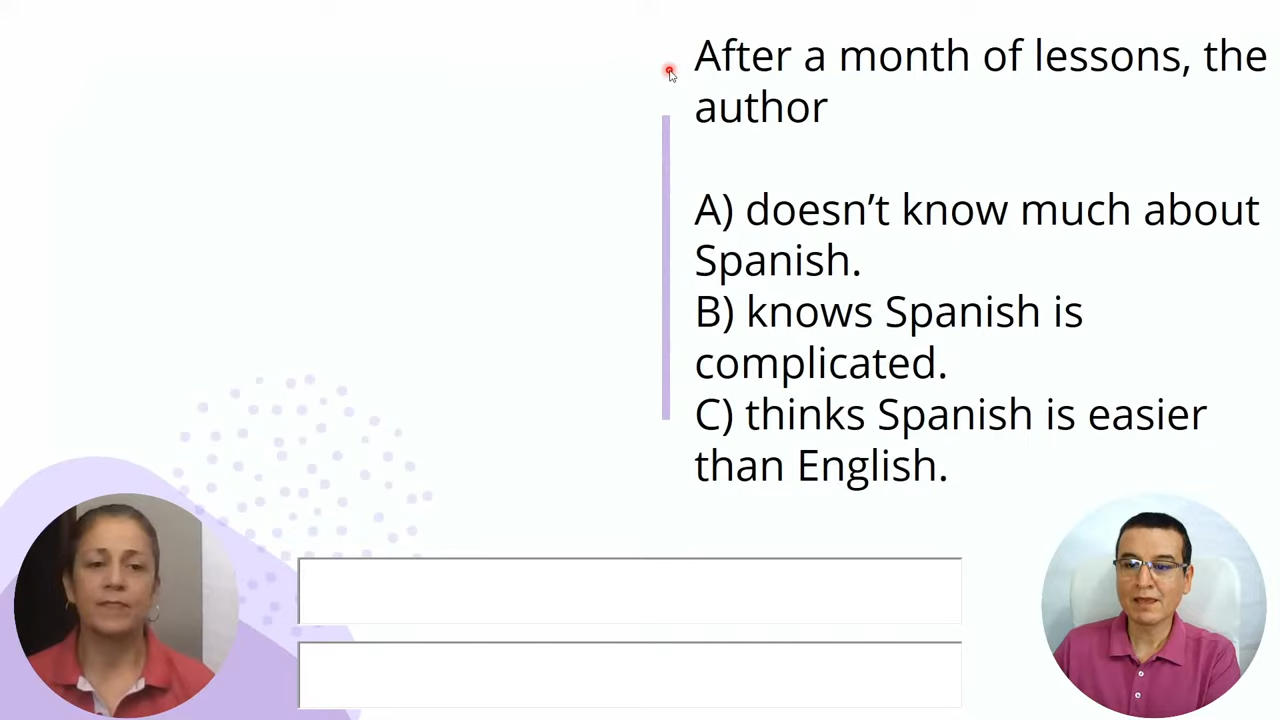 After a month of lessons, the
author
A) doesn’t know much about
Spanish.
B) knows Spanish is
complicated.
C) thinks Spanish is easier
than English.